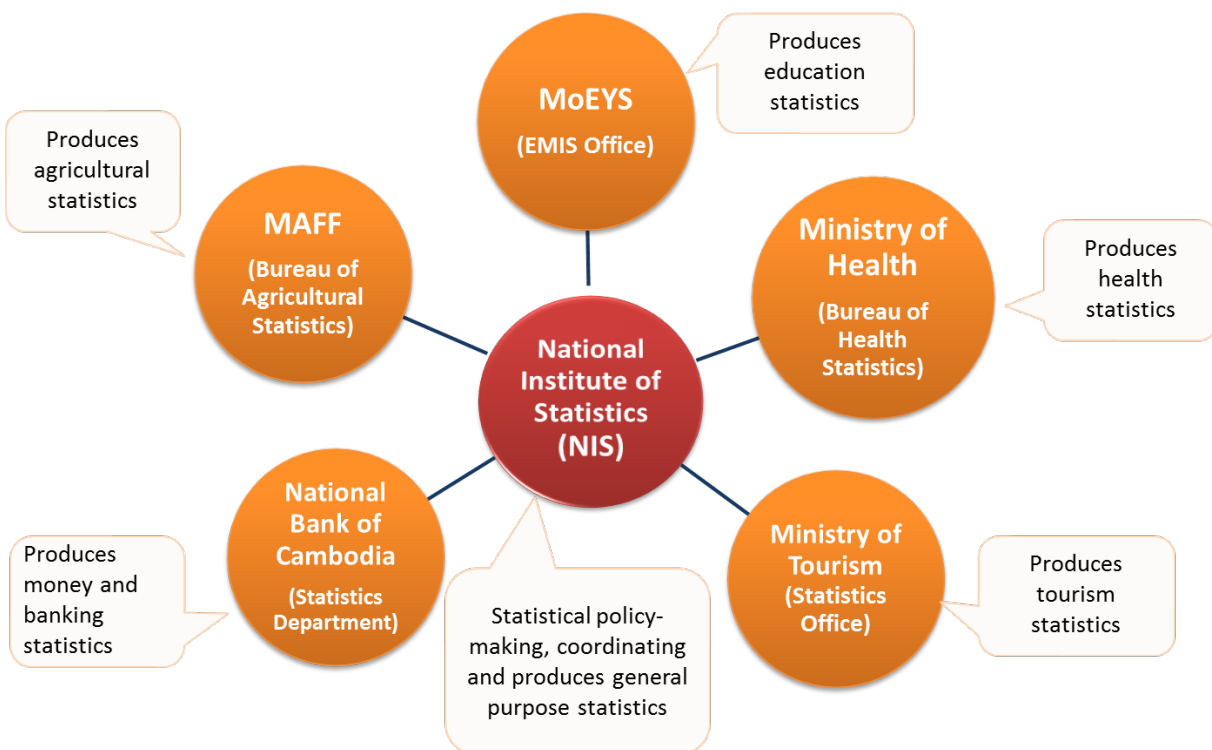 Produces
education
statistics
MoEYS
(EMIS Office)
Produces
agricultural
statistics
MAFF
(Bureau of
Agricultural
Statistics)
Ministry of
Health
(Bureau of
Health
Statistics)
Produces
health
statistics
National
Institute of
Statistics
(NIS)
National
Bank of
Cambodia
(Statistics
Department)
Produces
money and
banking
statistics
Statistical policy-
making, coordinating
and produces general
purpose statistics
Ministry of
Tourism
(Statistics
Office)
Produces
tourism
statistics